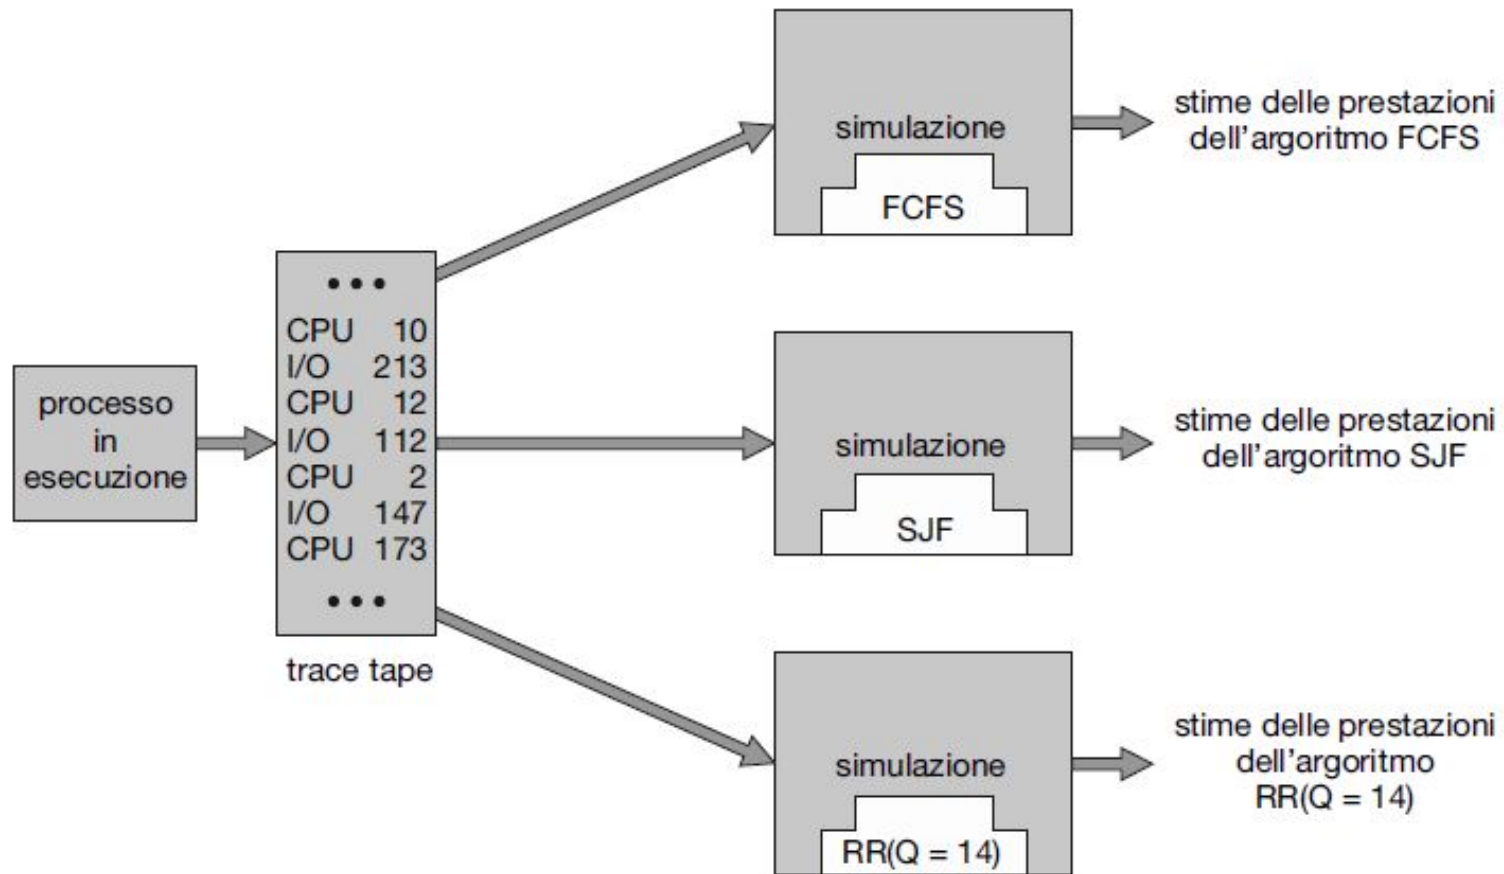 processo
in
esecuzione
• • •
CPU 10
I/O 213
CPU 12
I/O 112
CPU 2
I/O 147
CPU 173
• • •
trace tape
simulazione
FCFS
stime delle prestazioni
dell'argoritmo FCFS
simulazione
SJF
stime delle prestazioni
dell'argoritmo SJF
simulazione
RR(Q = 14)
stime delle prestazioni
dell'argoritmo
RR(Q = 14)